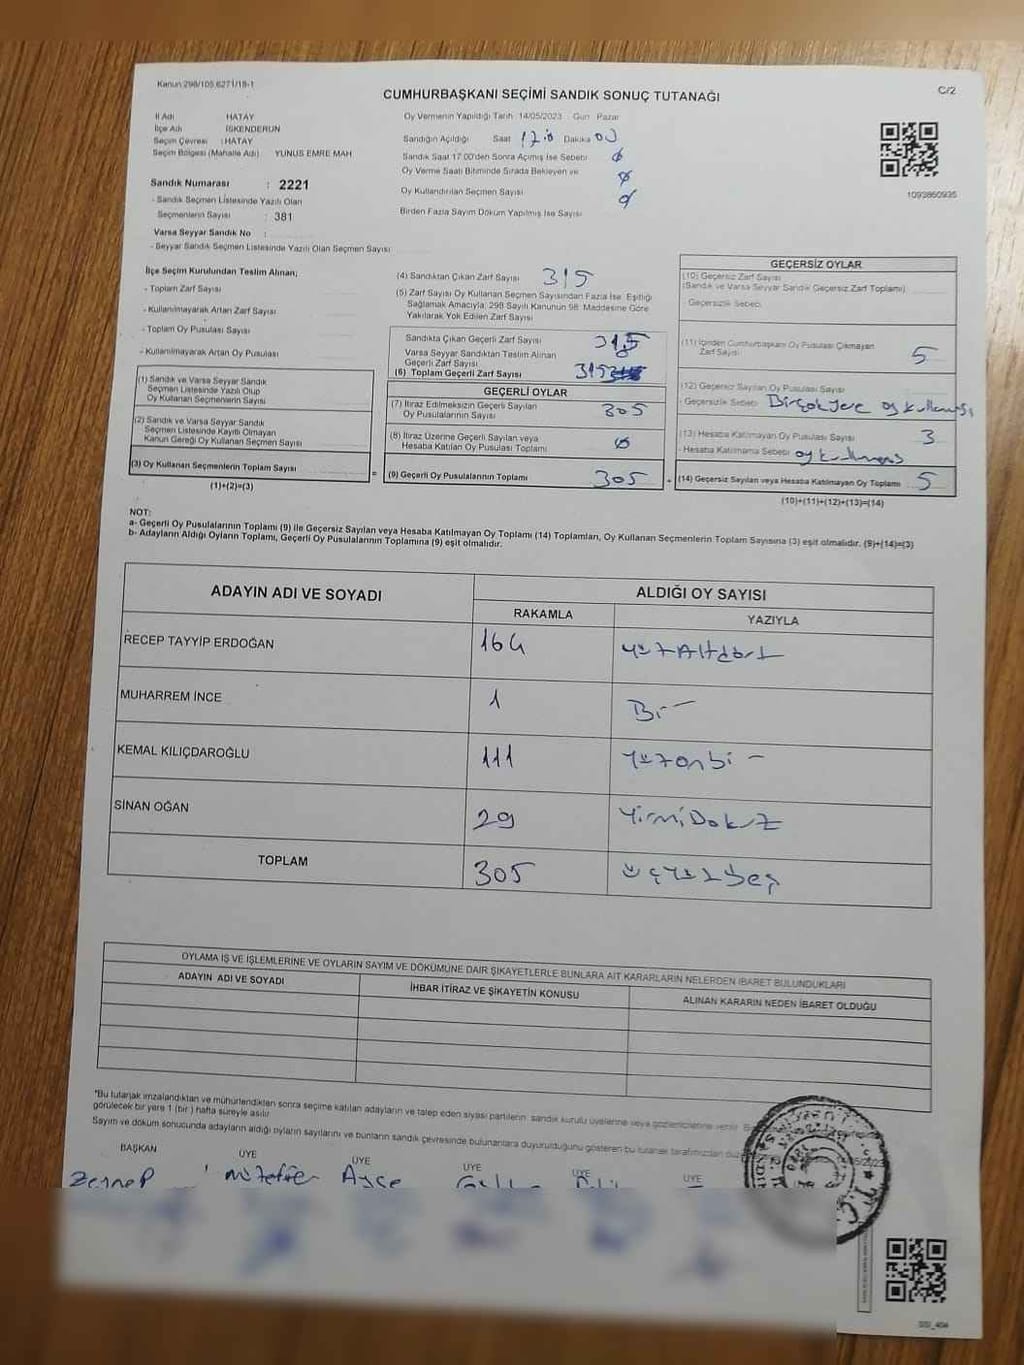 Kanun:298/105,6271/18-1
C/2
CUMHURBAŞKANI SEÇİMİ SANDIK SONUÇ TUTANAĞI
İl Adı : HATAY
İlçe Adı : İSKENDERUN
Seçim Çevresi : HATAY
Seçim Bölgesi (Mahalle Adı) : YUNUS EMRE MAH
Sandık Numarası : 2221
- Sandık Seçmen Listesinde Yazılı Olan
Seçmenlerin Sayısı : 381
Varsa Seyyar Sandık No :
- Seyyar Sandık Seçmen Listesinde Yazılı Olan Seçmen Sayısı
Oy Vermenin Yapıldığı Tarih 14/05/2023 Gün Pazar
Sandığın Açıldığı Saat 17.0 Dakika 00
Sandık Saat 17:00'den Sonra Açılmış İse Sebebi Ø
Oy Verme Saati Bitiminde Sırada Bekleyen ve Ø
Oy Kullandırılan Seçmen Sayısı Ø
Birden Fazla Sayım Döküm Yapılmış İse Sayısı
1093860935
İlçe Seçim Kurulundan Teslim Alınan;
- Toplam Zarf Sayısı
- Kullanılmayarak Artan Zarf Sayısı
- Toplam Oy Pusulası Sayısı
- Kullanılmayarak Artan Oy Pusulası
(1) Sandık ve Varsa Seyyar Sandık
Seçmen Listesinde Yazılı Olup
Oy Kullanan Seçmenlerin Sayısı
(2) Sandık ve Varsa Seyyar Sandık
Seçmen Listesinde Kayıtlı Olmayan
Kanun Gereği Oy Kullanan Seçmen Sayısı
(3) Oy Kullanan Seçmenlerin Toplam Sayısı
(1)+(2)=(3)
(4) Sandıktan Çıkan Zarf Sayısı 315
(5) Zarf Sayısı Oy Kullanan Seçmen Sayısından Fazla İse Eşitliği
Sağlamak Amacıyla; 298 Sayılı Kanunun 98. Maddesine Göre
Yakılarak Yok Edilen Zarf Sayısı
Sandıkta Çıkan Geçerli Zarf Sayısı 315
Varsa Seyyar Sandıktan Teslim Alınan
Geçerli Zarf Sayısı
(6) Toplam Geçerli Zarf Sayısı 315
GEÇERLİ OYLAR
(7) İtiraz Edilmeksizin Geçerli Sayılan
Oy Pusulalarının Sayısı 305
(8) İtiraz Üzerine Geçerli Sayılan veya
Hesaba Katılan Oy Pusulası Toplamı Ø
= (9) Geçerli Oy Pusulalarının Toplamı 305
GEÇERSİZ OYLAR
(10) Geçersiz Zarf Sayısı
(Sandık ve Varsa Seyyar Sandık Geçersiz Zarf Toplamı)
Geçersizlik Sebebi
(11) İçinden Cumhurbaşkanı Oy Pusulası Çıkmayan
Zarf Sayısı 5
(12) Geçersiz Sayılan Oy Pusulası Sayısı
- Geçersizlik Sebebi Birçok yere oy kullanması
(13) Hesaba Katılmayan Oy Pusulası Sayısı 3
- Hesaba Katılmama Sebebi
+ (14) Geçersiz Sayılan veya Hesaba Katılmayan Oy Toplamı 5
(10)+(11)+(12)+(13)=(14)
NOT:
a- Geçerli Oy Pusulalarının Toplamı (9) ile Geçersiz Sayılan veya Hesaba Katılmayan Oy Toplamı (14) Toplamları, Oy Kullanan Seçmenlerin Toplam Sayısına (3) eşit olmalıdır. (9)+(14)=(3)
b- Adayların Aldığı Oyların Toplamı, Geçerli Oy Pusulalarının Toplamına (9) eşit olmalıdır.
ADAYIN ADI VE SOYADI ALDIĞI OY SAYISI
RAKAMLA YAZIYLA
RECEP TAYYİP ERDOĞAN 164 Yüz Altdört
MUHARREM İNCE 1 Bir
KEMAL KILIÇDAROĞLU 111 Yüzonbir
SİNAN OĞAN 29 YirmiDokuz
TOPLAM 305 üçyüzbeş
OYLAMA İŞ VE İŞLEMLERİNE VE OYLARIN SAYIM VE DÖKÜMÜNE DAİR ŞİKAYETLERLE BUNLARA AİT KARARLARIN NELERDEN İBARET BULUNDUKLARI
ADAYIN ADI VE SOYADI İHBAR İTİRAZ VE ŞİKAYETİN KONUSU ALINAN KARARIN NEDEN İBARET OLDUĞU
*Bu tutanak imzalandıktan ve mühürlendikten sonra seçime katılan adayların ve talep eden siyasi partilerin sandık kurulu üyelerine veya gözlemcilerine verilir.
görülecek bir yere 1 (bir) hafta süreyle asılır.
Sayım ve döküm sonucunda adayların aldığı oyların sayılarını ve bunların sandık çevresinde bulunanlara duyurulduğunu gösteren bu tutanak tarafımızdan
BAŞKAN ÜYE ÜYE ÜYE ÜYE ÜYE
Zeynep Ayşe
T.C.
SSI_404